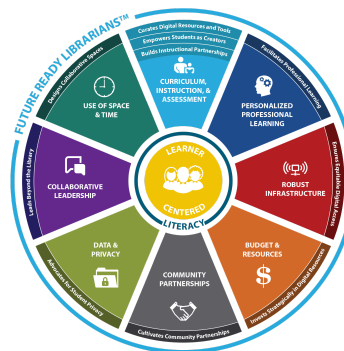 FUTURE READY LIBRARIANS™
Curates Digital Resources and Tools
Empowers Students as Creators
Builds Instructional Partnerships
CURRICULUM,
INSTRUCTION, &
ASSESSMENT
Facilitates Professional Learning
PERSONALIZED
PROFESSIONAL
LEARNING
Ensures Equitable Digital Access
ROBUST
INFRASTRUCTURE
BUDGET &
RESOURCES
$
Invests Strategically in Digital Resources
COMMUNITY
PARTNERSHIPS
Cultivates Community Partnerships
DATA &
PRIVACY
Advocates for Student Privacy
COLLABORATIVE
LEADERSHIP
Leads Beyond the Library
USE OF SPACE
& TIME
Designs Collaborative Spaces
LEARNER
CENTERED
LITERACY